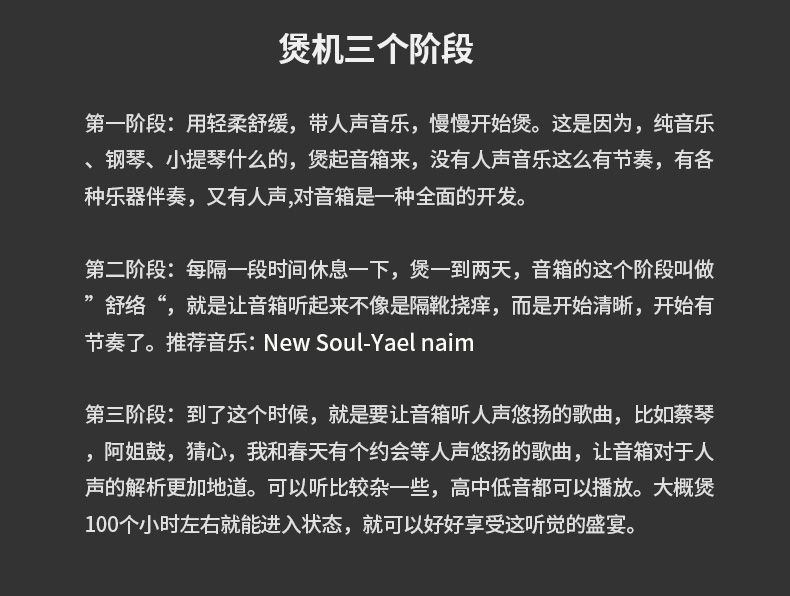 煲机三个阶段
第一阶段：用轻柔舒缓，带人声音乐，慢慢开始煲。这是因为，纯音乐
、钢琴、小提琴什么的，煲起音箱来，没有人声音乐这么有节奏，有各
种乐器伴奏，又有人声,对音箱是一种全面的开发。
第二阶段：每隔一段时间休息一下，煲一到两天，音箱的这个阶段叫做
”舒络“，就是让音箱听起来不像是隔靴挠痒，而是开始清晰，开始有
节奏了。推荐音乐：New Soul-Yael naim
第三阶段：到了这个时候，就是要让音箱听人声悠扬的歌曲，比如蔡琴
，阿姐鼓，猜心，我和春天有个约会等人声悠扬的歌曲，让音箱对于人
声的解析更加地道。可以听比较杂一些，高中低音都可以播放。大概煲
100个小时左右就能进入状态，就可以好好享受这听觉的盛宴。